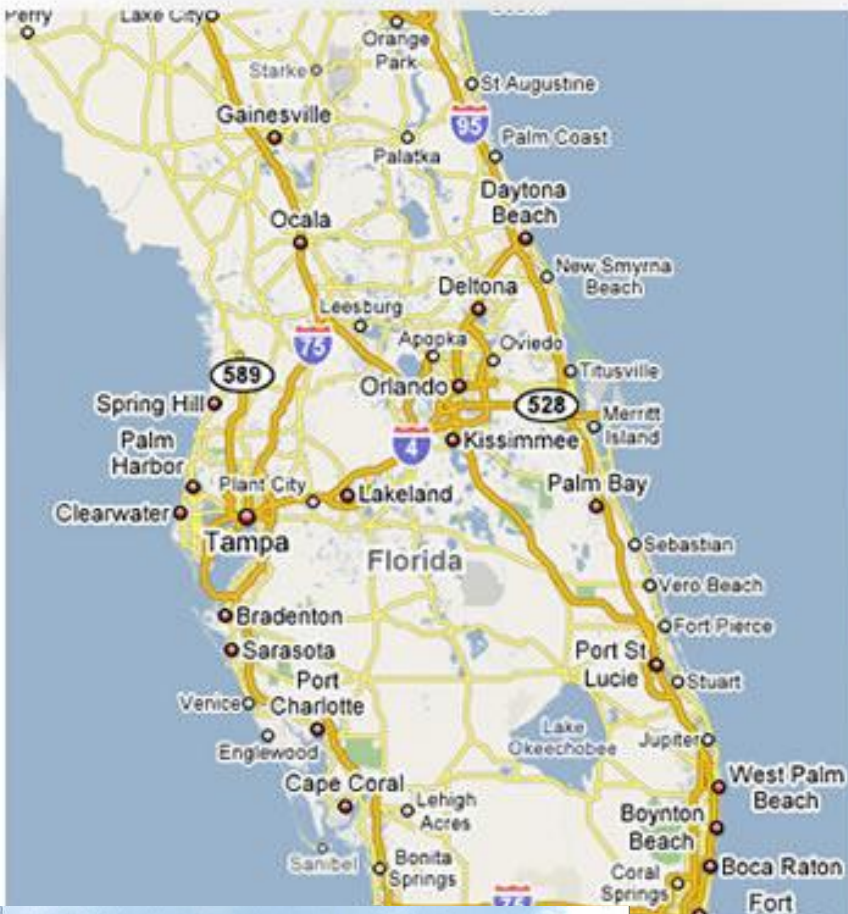 Perry
Lake City
Orange
Park
Starke
St Augustine
Gainesville
95
Palatka
Palm Coast
Daytona
Beach
Ocala
New Smyrna
Beach
Deltona
Leesburg
75
Apopka
Oviedo
589
Titusville
Orlando
528
Spring Hill
Merritt
Island
Palm
Harbor
4
Kissimmee
Plant City
Lakeland
Palm Bay
Clearwater
Tampa
Sebastian
Florida
Vero Beach
Bradenton
Fort Pierce
Sarasota
Port St
Lucie
Port
Charlotte
Stuart
Venice
Lake
Okeechobee
Englewood
Jupiter
West Palm
Beach
Cape Coral
Lehigh
Acres
Boynton
Beach
Sanibel
Bonita
Springs
Coral
Springs
Boca Raton
75
Fort